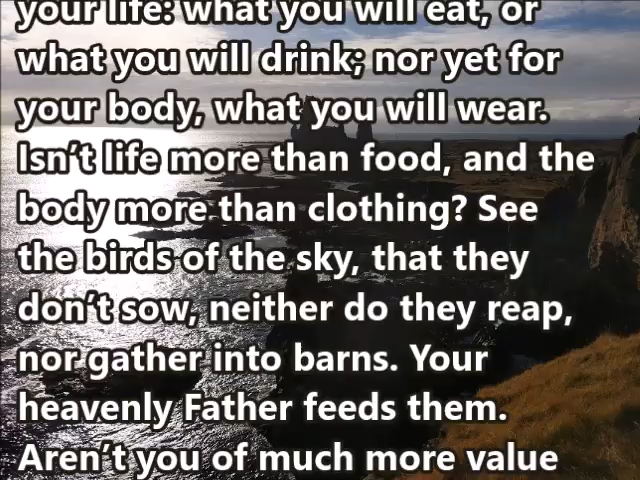 your life: what you will eat, or
what you will drink; nor yet for
your body, what you will wear.
Isn’t life more than food, and the
body more than clothing? See
the birds of the sky, that they
don’t sow, neither do they reap,
nor gather into barns. Your
heavenly Father feeds them.
Aren’t you of much more value